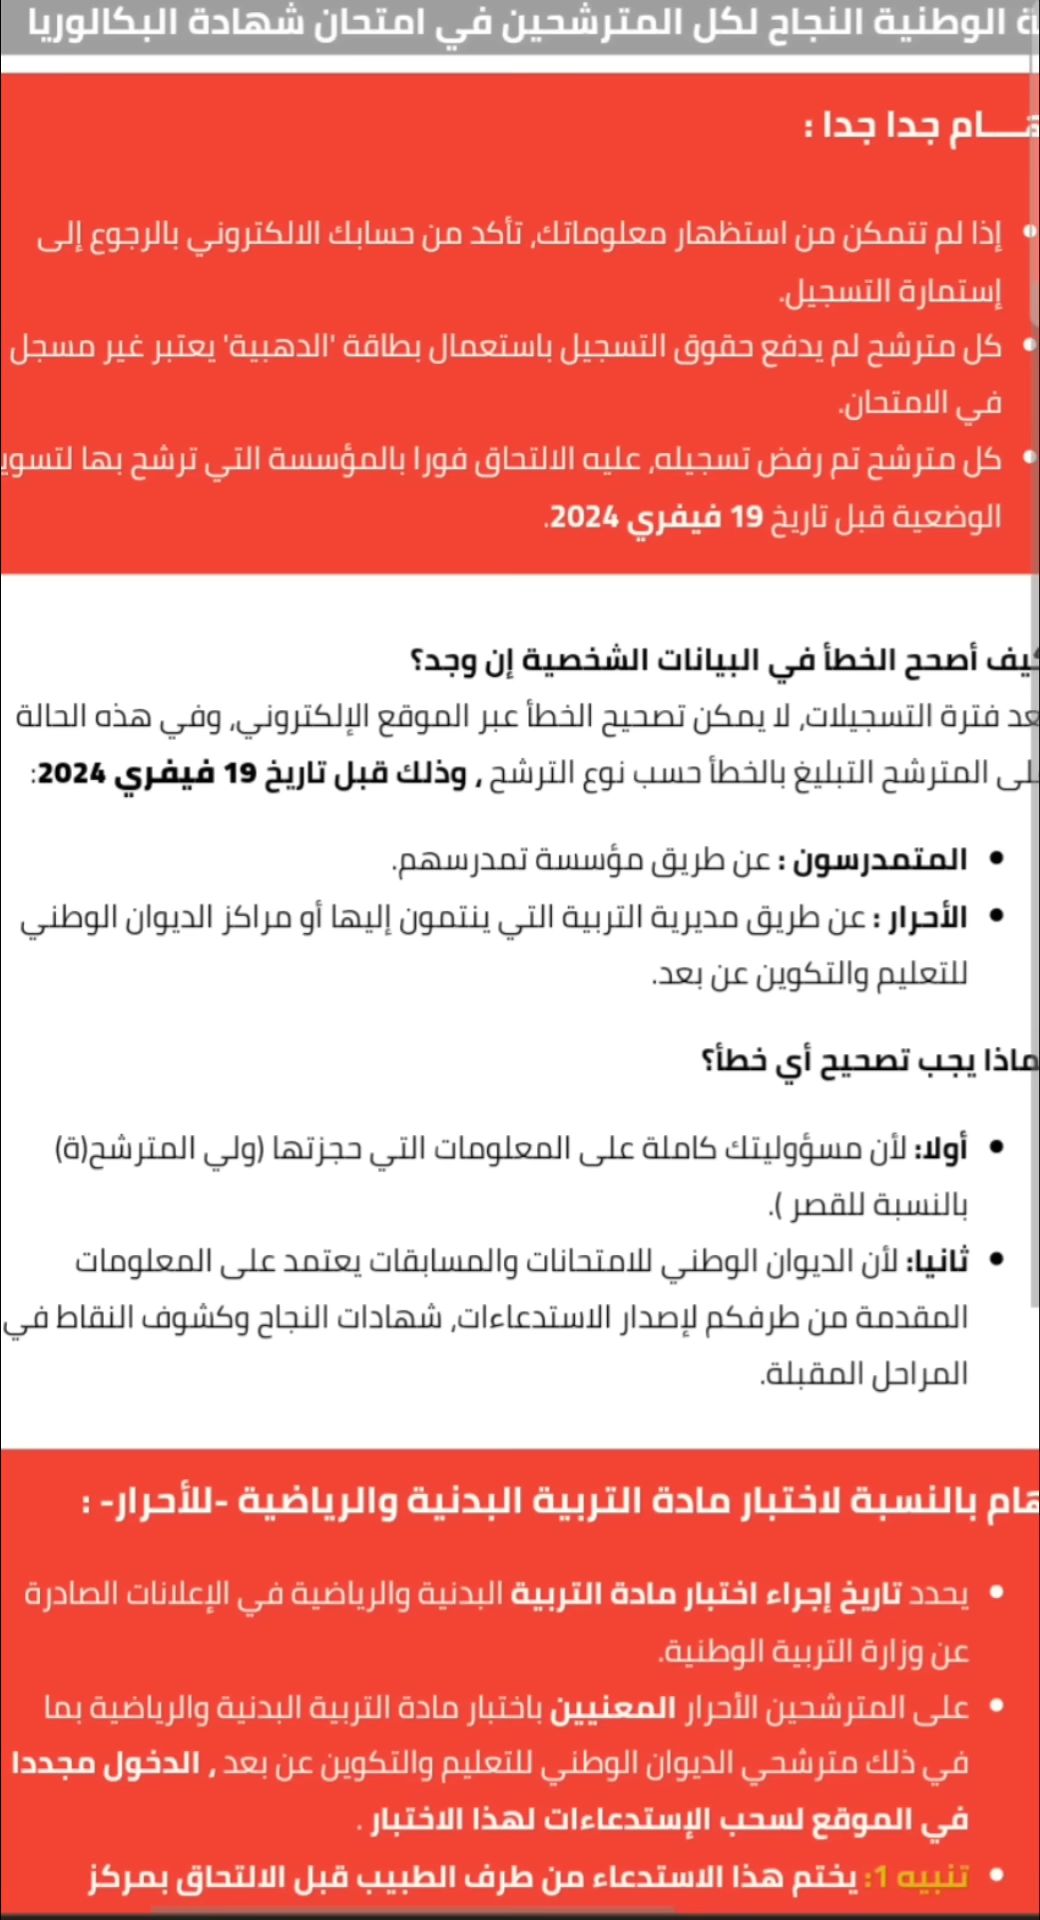 الوطنية النجاح لكل المترشحين في امتحان شهادة البكالوريا
هـــام جدا جدا :
إذا لم تتمكن من استظهار معلوماتك، تأكد من حسابك الالكتروني بالرجوع إلى
إستمارة التسجيل.
كل مترشح لم يدفع حقوق التسجيل باستعمال بطاقة 'الدهبية' يعتبر غير مسجل
في الامتحان.
كل مترشح تم رفض تسجيله، عليه الالتحاق فورا بالمؤسسة التي ترشح بها
الوضعية قبل تاريخ 19 فيفري 2024.
كيف أصحح الخطأ في البيانات الشخصية إن وجد؟
فترة التسجيلات، لا يمكن تصحيح الخطأ عبر الموقع الإلكتروني، وفي هذه الحالة
المترشح التبليغ بالخطأ حسب نوع الترشح ، وذلك قبل تاريخ 19 فيفري 2024:
المتمدرسون : عن طريق مؤسسة تمدرسهم.
الأحرار : عن طريق مديرية التربية التي ينتمون إليها أو مراكز الديوان الوطني
للتعليم والتكوين عن بعد.
يجب تصحيح أي خطأ؟
أولا: لأن مسؤوليتك كاملة على المعلومات التي حجزتها (ولي المترشح(ة)
بالنسبة للقصر ).
ثانيا: لأن الديوان الوطني للامتحانات والمسابقات يعتمد على المعلومات
المقدمة من طرفكم لإصدار الاستدعاءات، شهادات النجاح وكشوف النقاط في
المراحل المقبلة.
هام بالنسبة لاختبار مادة التربية البدنية والرياضية -للأحرار- :
يحدد تاريخ إجراء اختبار مادة التربية البدنية والرياضية في الإعلانات الصادرة
عن وزارة التربية الوطنية.
على المترشحين الأحرار المعنيين باختبار مادة التربية البدنية والرياضية بما
في ذلك مترشحي الديوان الوطني للتعليم والتكوين عن بعد ، الدخول مجددا
في الموقع لسحب الإستدعاءات لهذا الاختبار .
تنبيه 1: يختم هذا الاستدعاء من طرف الطبيب قبل الالتحاق بمركز